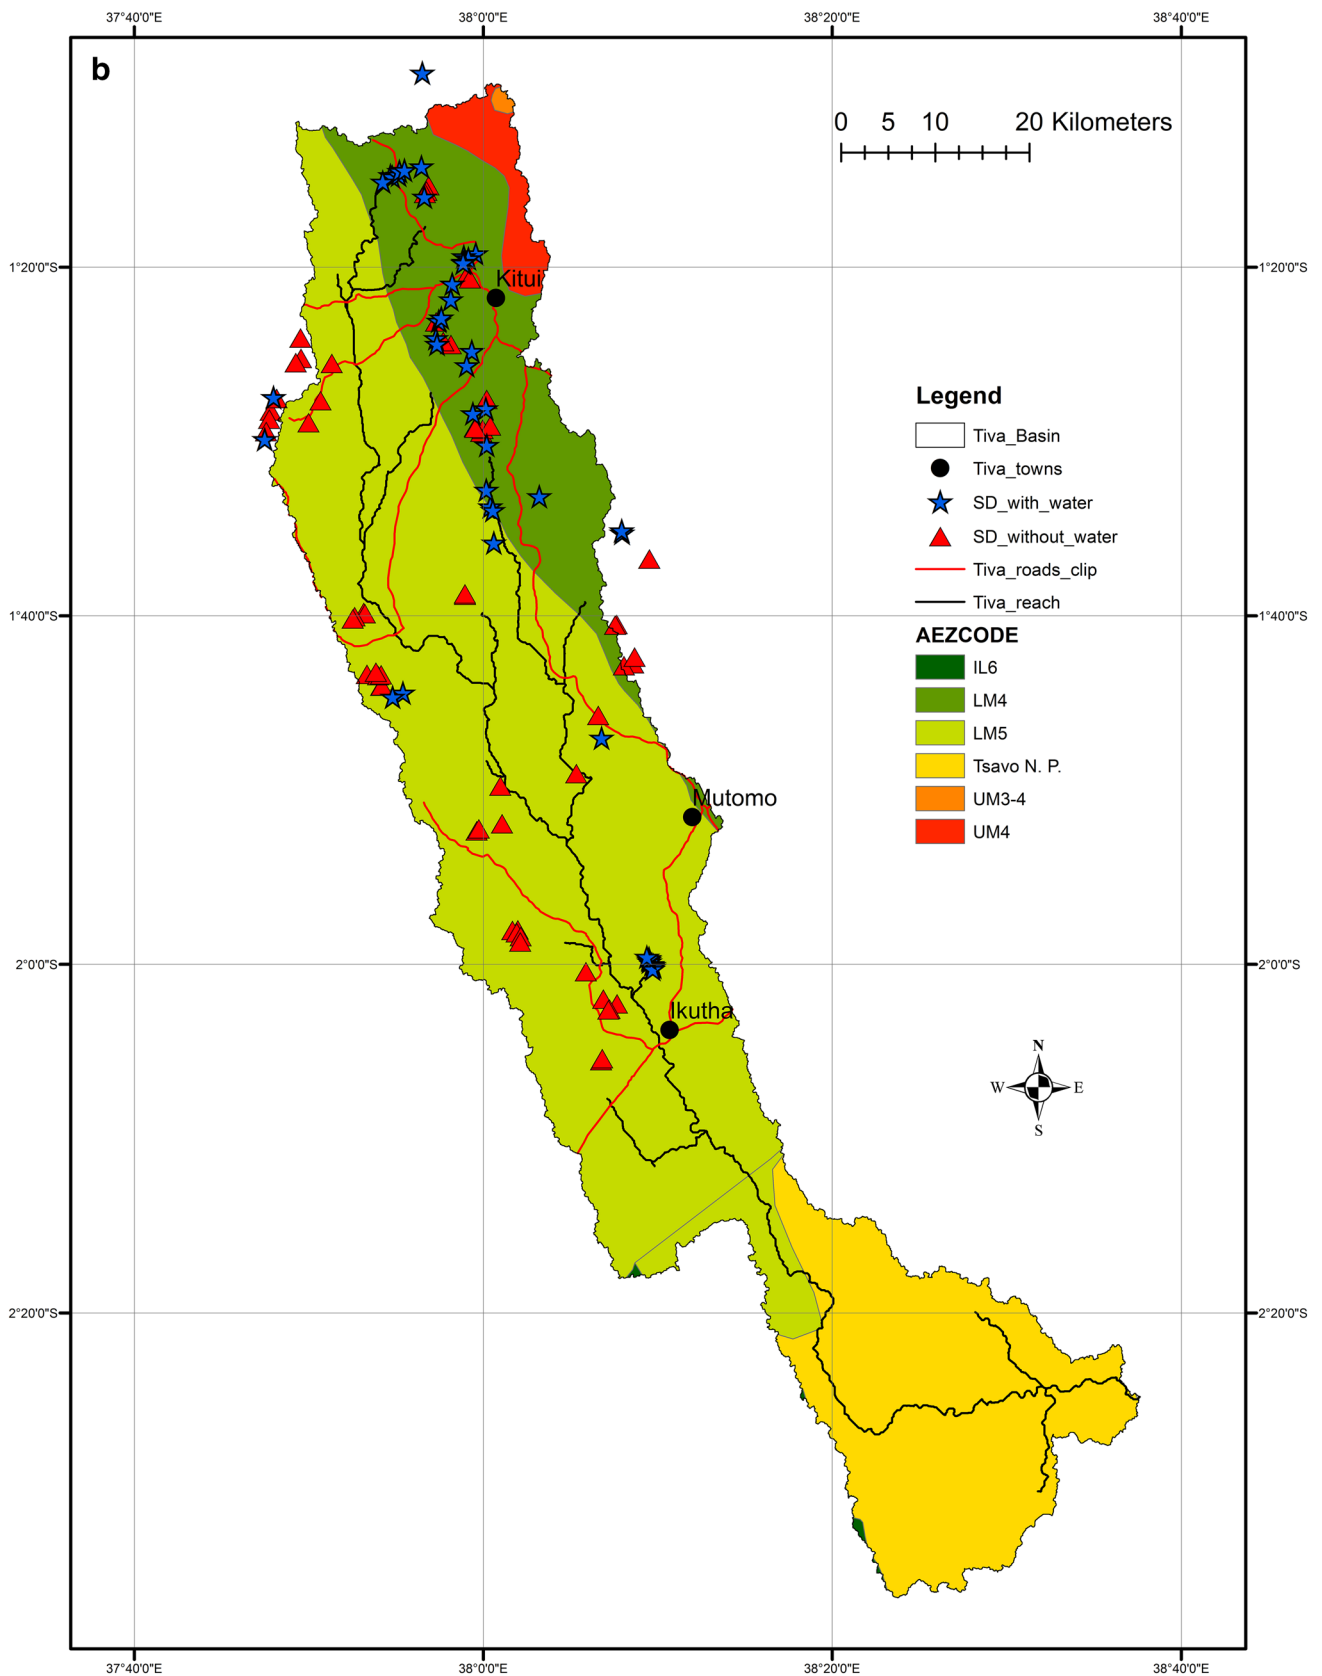 37°40'0"E 38°00'0"E 38°20'0"E 38°40'0"E
b
0 5 10 20 Kilometers
1°20'0"S 1°20'0"S
Kitui
Legend
Tiva_Basin
Tiva_towns
SD_with_water
SD_without_water
Tiva_roads_clip
Tiva_reach
1°40'0"S 1°40'0"S
AEZCODE
IL6
LM4
LM5
Tsavo N. P.
UM3-4
UM4
Mutomo
2°0'0"S 2°0'0"S
Ikutha
N
W E
S
2°20'0"S 2°20'0"S
37°40'0"E 38°00'0"E 38°20'0"E 38°40'0"E